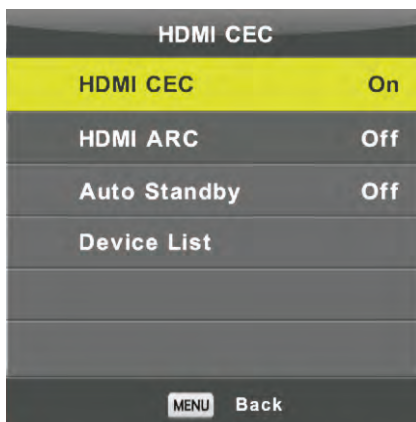 HDMI CEC
HDMI CEC On
HDMI ARC Off
Auto Standby Off
Device List
MENU Back